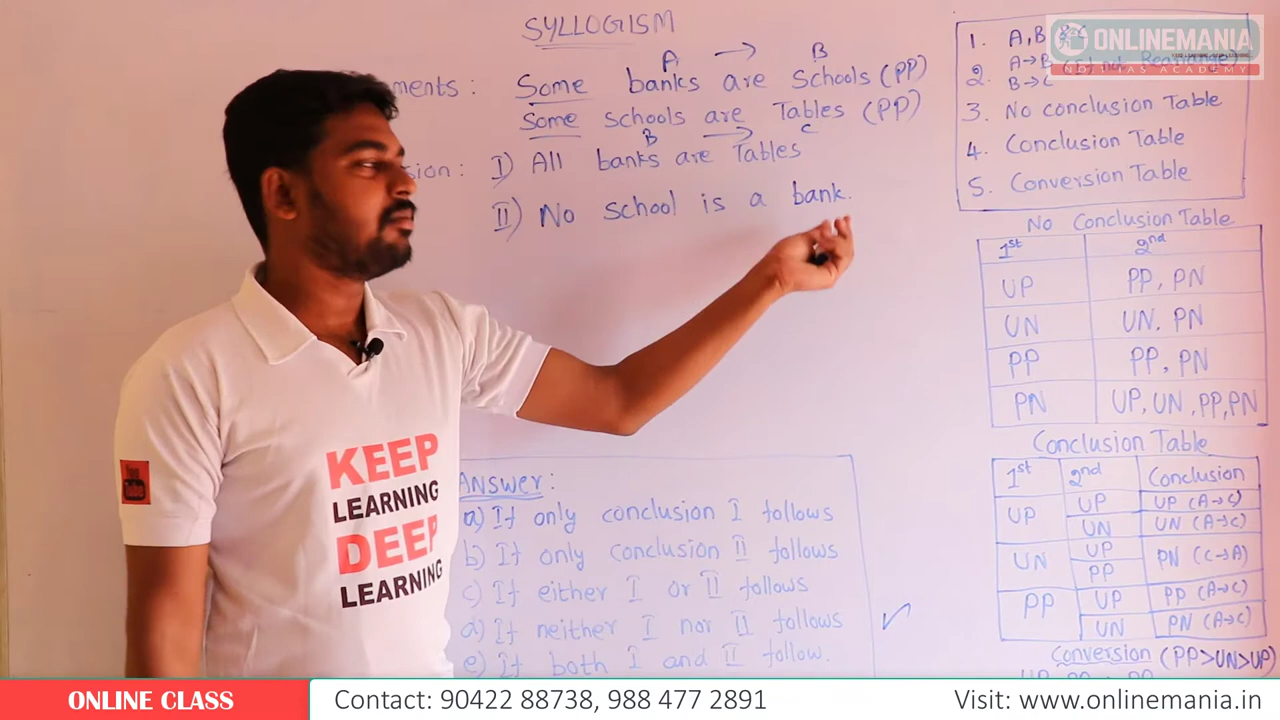 SYLLOGISM
A → B
ments : Some banks are Schools (PP)
Some schools are Tables (PP)
B → C
sion : I) All banks are Tables
II) No school is a bank.
1. A, B & C
2. A→B (If not Rearrange)
B→C
3. No conclusion Table
4. Conclusion Table
5. Conversion Table
ONLINEMANIA
ACADEMY
No Conclusion Table
1st 2nd
UP PP, PN
UN UN, PN
PP PP, PN
PN UP, UN, PP, PN
Conclusion Table
1st 2nd Conclusion
UP UP UP (A→C)
UN UN (A→C)
UN UP PN (C→A)
PP
PP UP PP (A→C)
UN PN (A→C)
Conversion (PP>UN>UP)
Answer:
a) If only conclusion I follows
b) If only conclusion II follows
c) If either I or II follows
d) If neither I nor II follows ✓
e) If both I and II follow.
KEEP
LEARNING
DEEP
LEARNING
You
Tube
ONLINE CLASS
Contact: 90422 88738, 988 477 2891
Visit: www.onlinemania.in